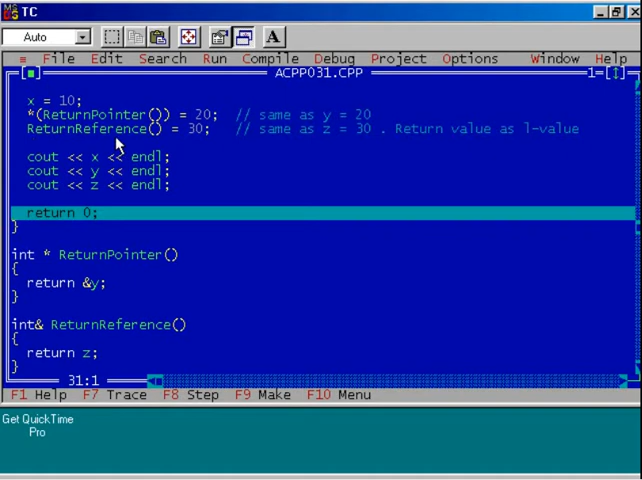 MS DOS TC
Auto A
≡ File Edit Search Run Compile Debug Project Options Window Help
[■] ACPP031.CPP 1=[↕]
x = 10;
*(ReturnPointer()) = 20; // same as y = 20
ReturnReference() = 30; // same as z = 30 . Return value as l-value
cout << x << endl;
cout << y << endl;
cout << z << endl;
return 0;
}
int * ReturnPointer()
{
return &y;
}
int& ReturnReference()
{
return z;
}
31:1
F1 Help F7 Trace F8 Step F9 Make F10 Menu
Get QuickTime
Pro